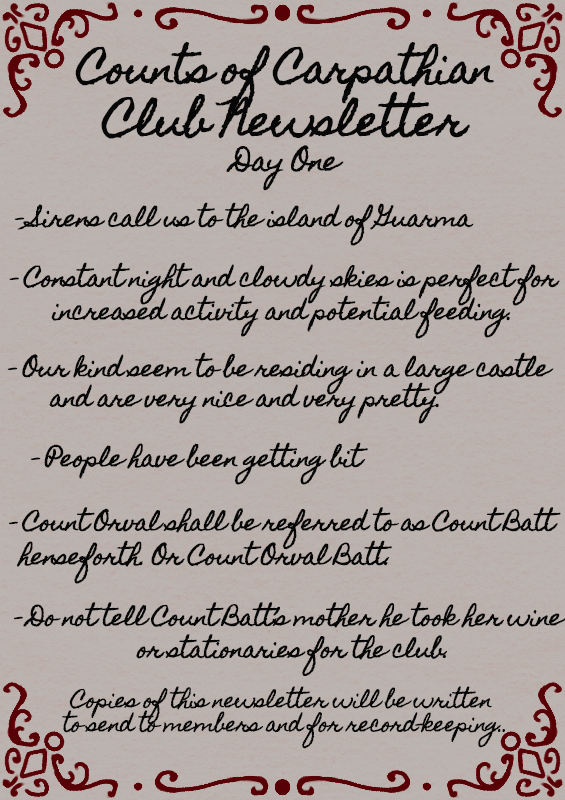 Counts of Carpathian
Club Newsletter
Day One
-Sirens call us to the island of Guarma
-Constant night and clowdy skies is perfect for
increased activity and potential feeding.
-Our kind seem to be residing in a large castle
and are very nice and very pretty.
-People have been getting bit
-Count Orval shall be referred to as Count Batt
henseforth. Or Count Orval Batt.
-Do not tell Count Batt's mother he took her wine
or stationaries for the club.
Copies of this newsletter will be written
to send to members and for record-keeping..